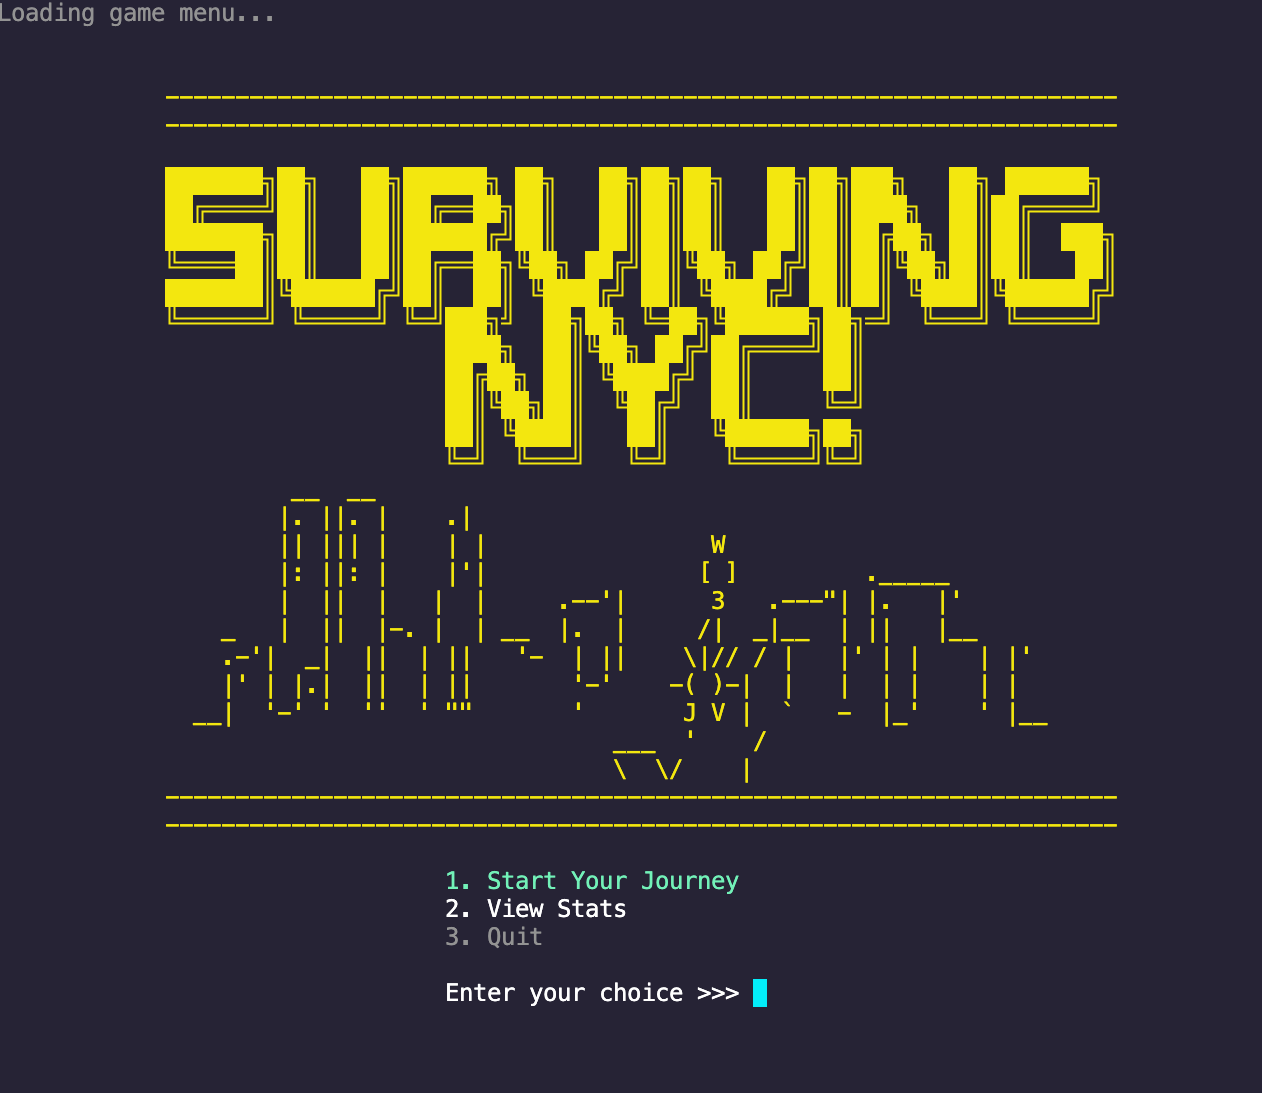 Loading game menu...
SURVIVING
NYC!
1. Start Your Journey
2. View Stats
3. Quit
Enter your choice >>>